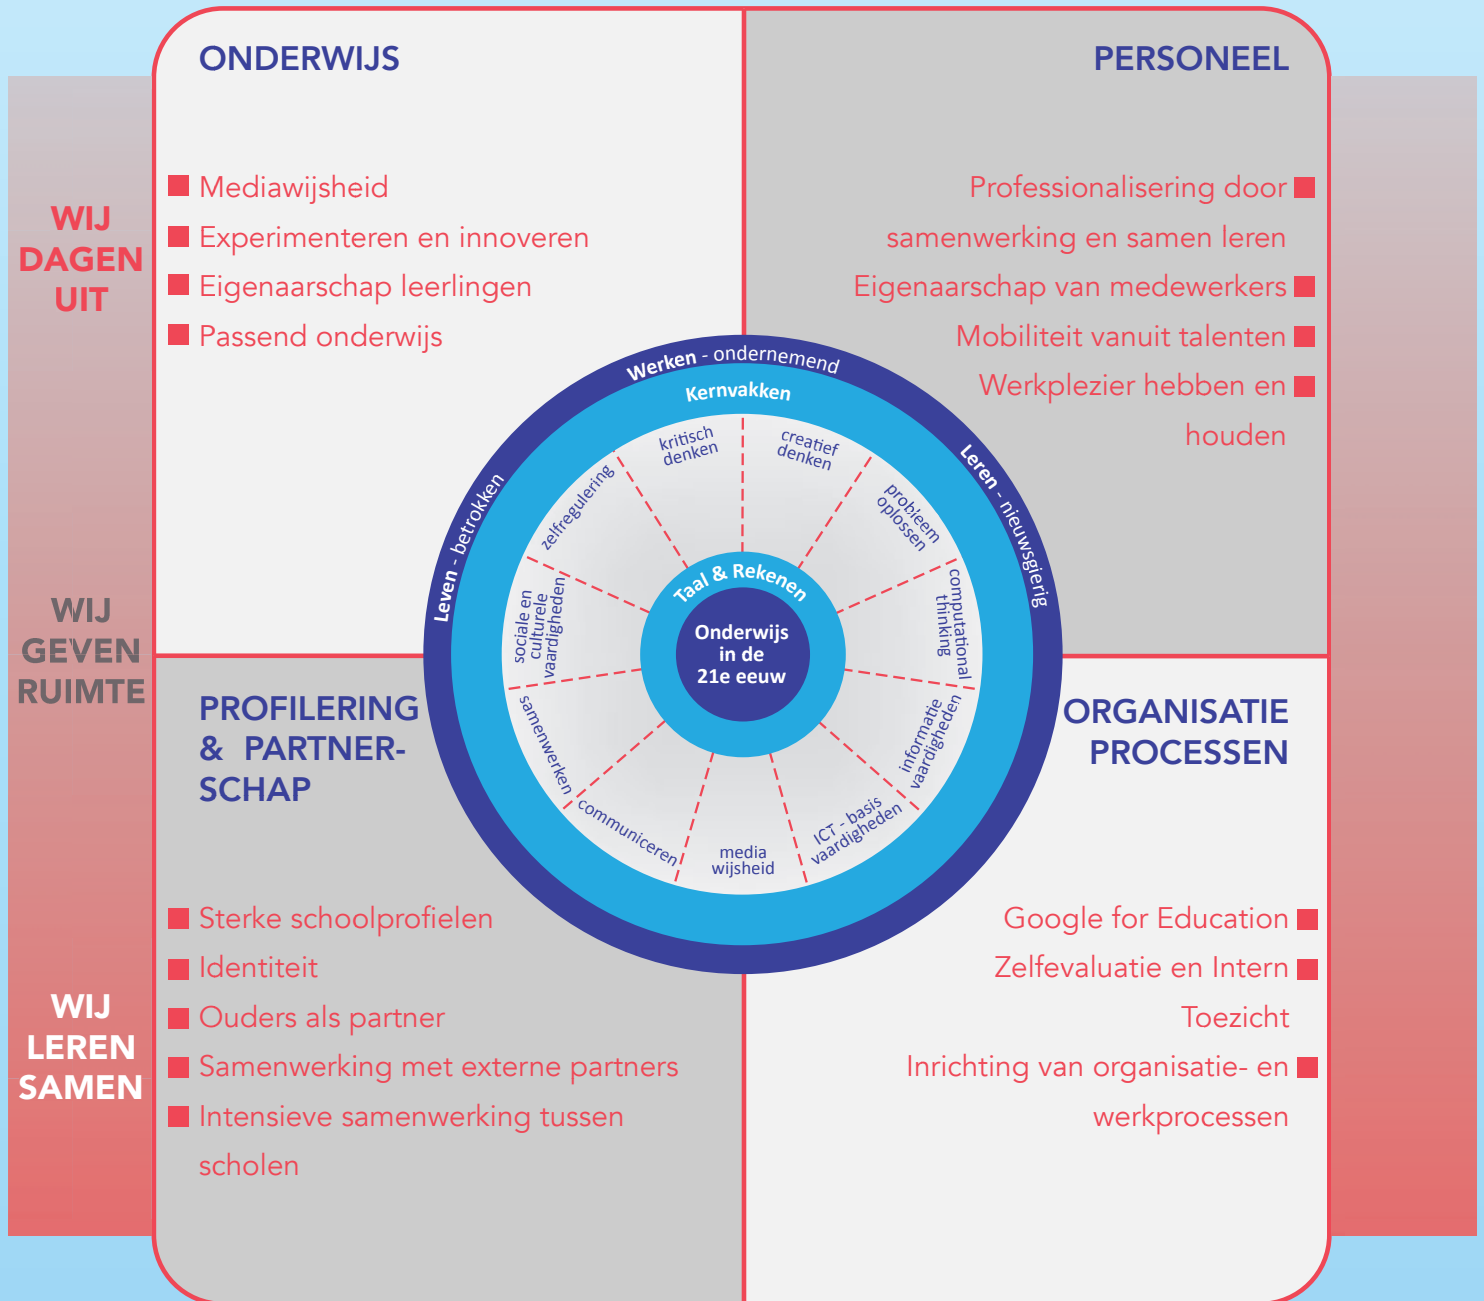 ONDERWIJS
Mediawijsheid
Experimenteren en innoveren
Eigenaarschap leerlingen
Passend onderwijs
PERSONEEL
Professionalisering door
samenwerking en samen leren
Eigenaarschap van medewerkers
Mobiliteit vanuit talenten
Werkplezier hebben en
houden
WIJ
DAGEN
UIT
WIJ
GEVEN
RUIMTE
WIJ
LEREN
SAMEN
Werken - ondernemend
Leren - nieuwsgierig
Leven - betrokken
Kernvakken
kritisch
denken
creatief
denken
probleem
oplossen
computational
thinking
informatie
vaardigheden
ICT - basis
vaardigheden
media
wijsheid
communiceren
samenwerken
sociale en
culturele
vaardigheden
zelfregulering
Taal & Rekenen
Onderwijs
in de
21e eeuw
PROFILERING
& PARTNER-
SCHAP
Sterke schoolprofielen
Identiteit
Ouders als partner
Samenwerking met externe partners
Intensieve samenwerking tussen
scholen
ORGANISATIE
PROCESSEN
Google for Education
Zelfevaluatie en Intern
Toezicht
Inrichting van organisatie- en
werkprocessen